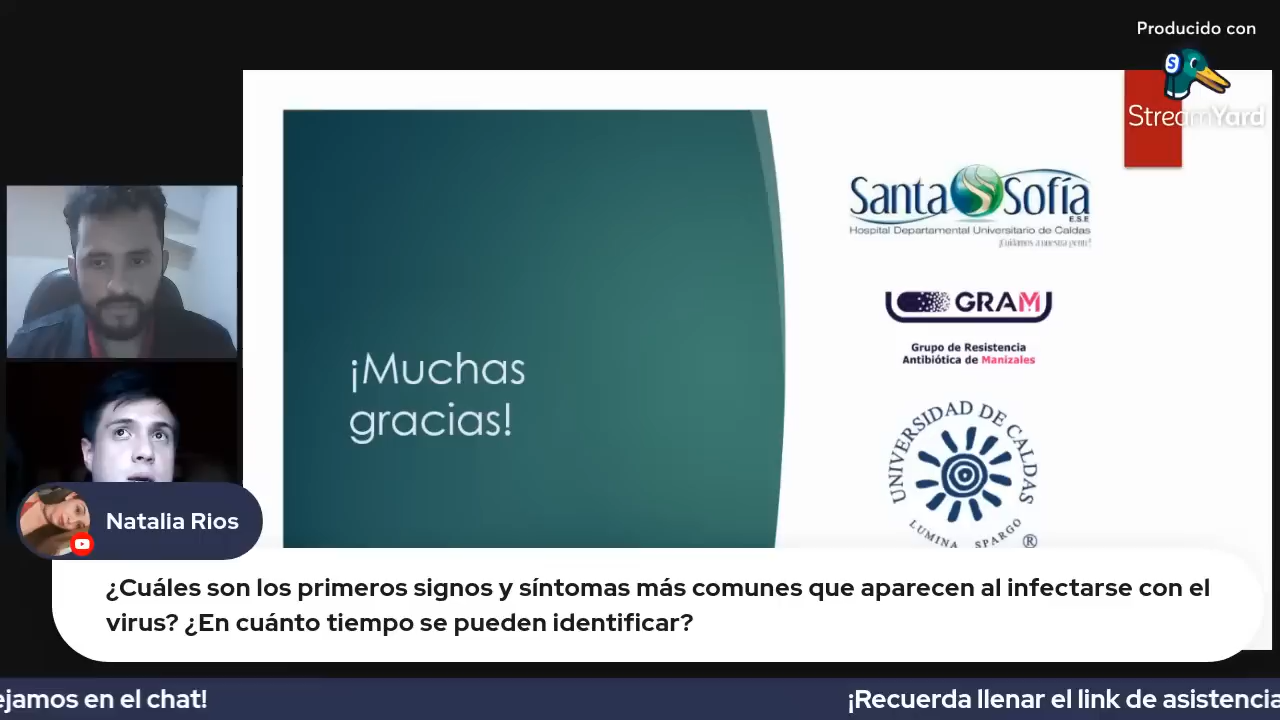 Producido con
StreamYard
Santa Sofía
E.S.E
Hospital Departamental Universitario de Caldas
¡Cuidamos a nuestra gente!
GRAM
Grupo de Resistencia
Antibiótica de Manizales
¡Muchas
gracias!
UNIVERSIDAD DE CALDAS
LUMINA SPARGO
®
Natalia Rios
¿Cuáles son los primeros signos y síntomas más comunes que aparecen al infectarse con el
virus? ¿En cuánto tiempo se pueden identificar?
ejamos en el chat!
¡Recuerda llenar el link de asistencia